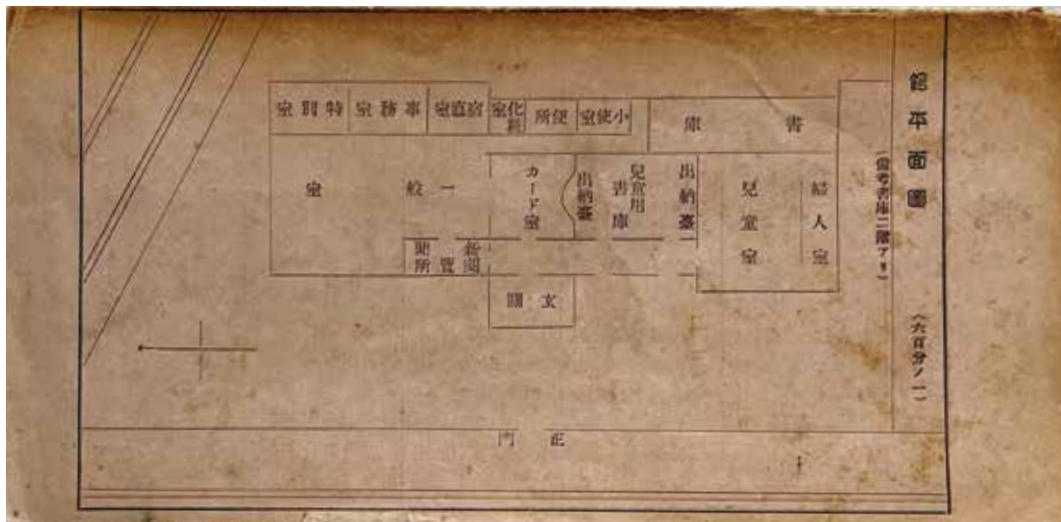 館平面圖
(六百分ノ一)
(備考書庫二階アリ)
書庫
小使室
便所
化粧室
宿直室
事務室
特別室
婦人室
兒童室
出納臺
兒童用
書庫
出納臺
カード室
一般室
新聞
閲覽所
玄關
正門